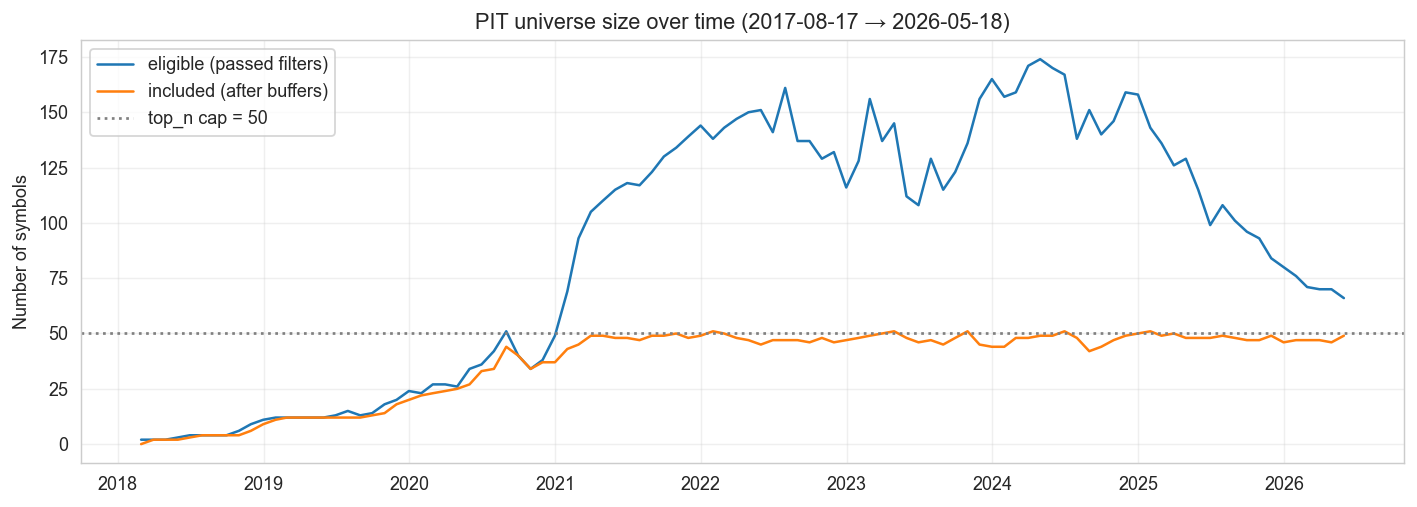 PIT universe size over time (2017-08-17 → 2026-05-18)
eligible (passed filters)
included (after buffers)
top_n cap = 50
Number of symbols
175
150
125
100
75
50
25
0
2018 2019 2020 2021 2022 2023 2024 2025 2026